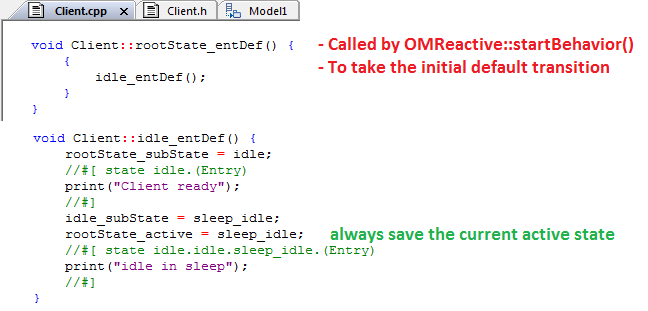 Client.cpp Client.h Model1
void Client::rootState_entDef() {
{
idle_entDef();
}
}
- Called by OMReactive::startBehavior()
- To take the initial default transition
void Client::idle_entDef() {
rootState_subState = idle;
//#[ state idle.(Entry)
print("Client ready");
//#]
idle_subState = sleep_idle;
rootState_active = sleep_idle; always save the current active state
//#[ state idle.idle.sleep_idle.(Entry)
print("idle in sleep");
//#]
}